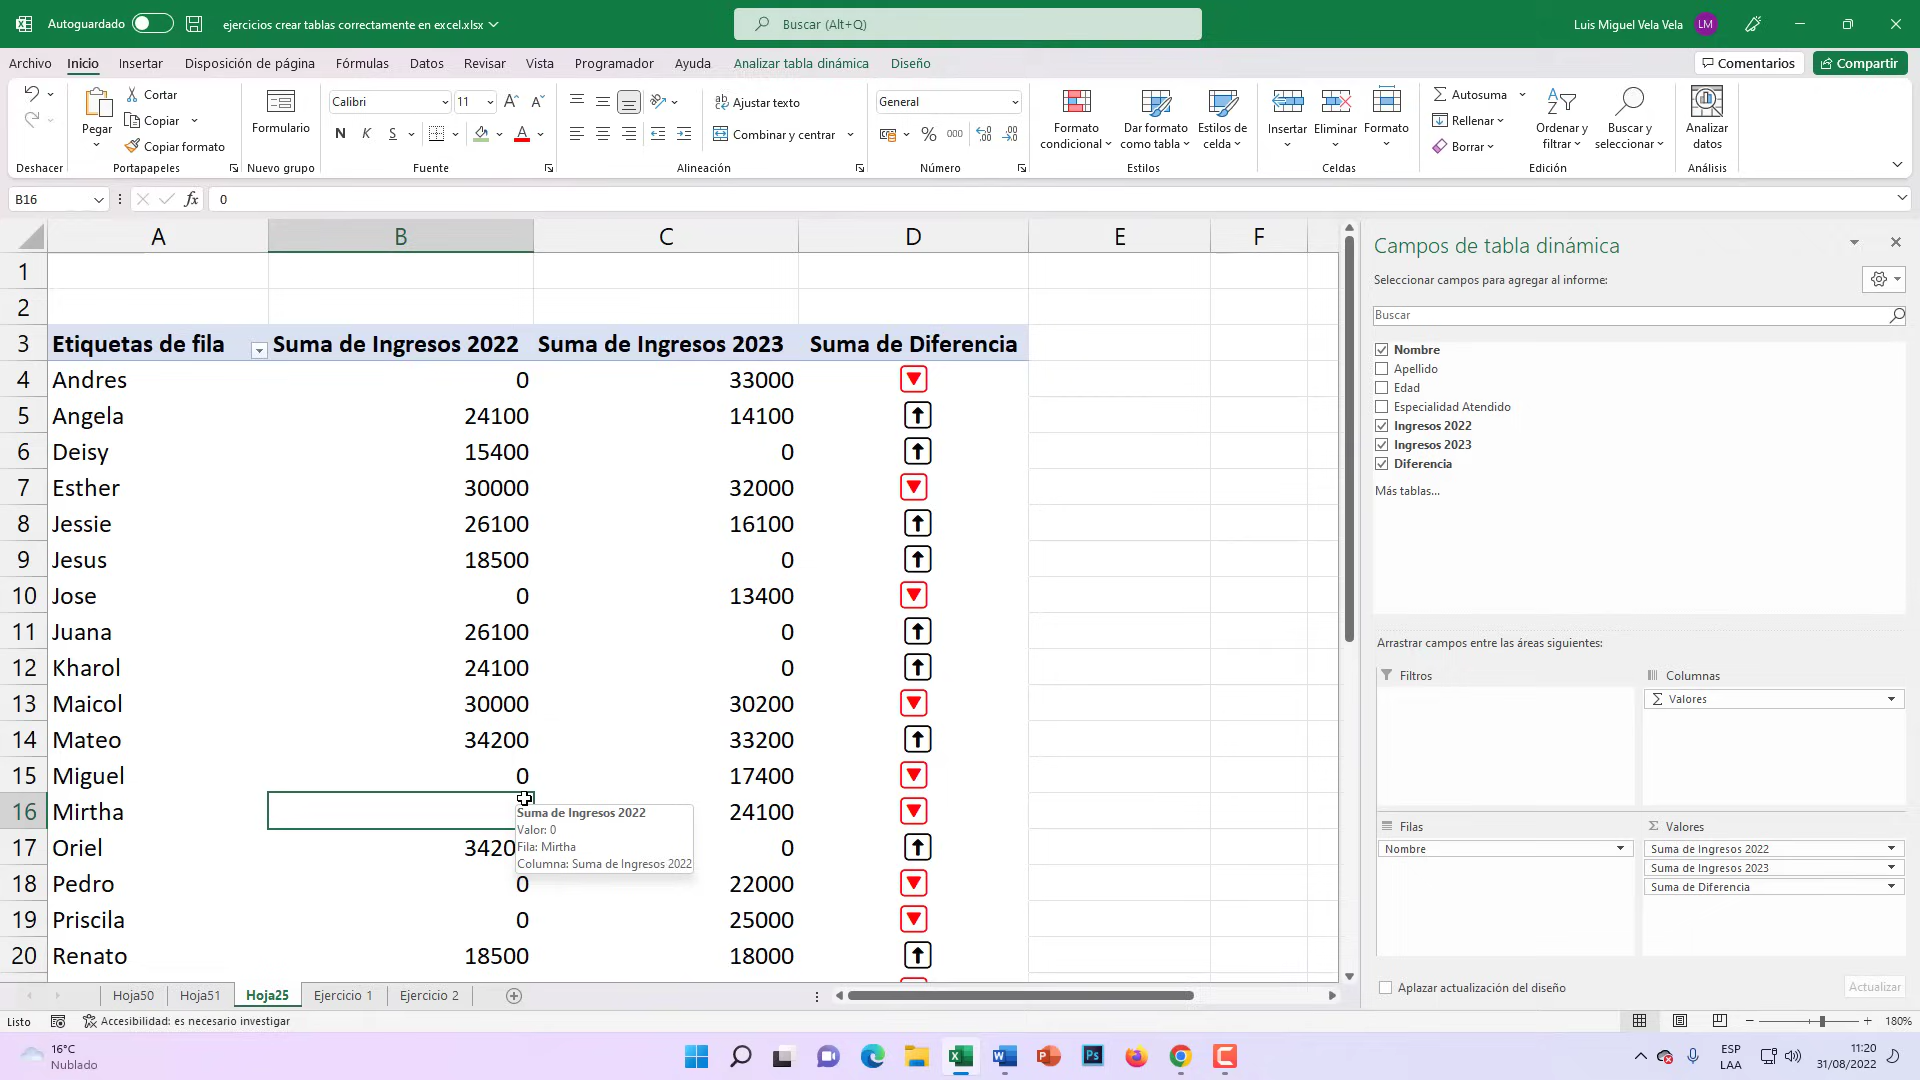 Autoguardado
ejercicios crear tablas correctamente en excel.xlsx
Buscar (Alt+Q)
Luis Miguel Vela Vela
LM
Archivo Inicio Insertar Disposición de página Fórmulas Datos Revisar Vista Programador Ayuda Analizar tabla dinámica Diseño
Comentarios
Compartir
Pegar
Cortar
Copiar
Copiar formato
Formulario
Calibri 11
N K S
Ajustar texto
Combinar y centrar
General
% 000
Formato condicional
Dar formato como tabla
Estilos de celda
Insertar
Eliminar
Formato
Autosuma
Rellenar
Borrar
Ordenar y filtrar
Buscar y seleccionar
Analizar datos
Deshacer Portapapeles Nuevo grupo Fuente Alineación Número Estilos Celdas Edición Análisis
B16 fx 0
A B C D E F
1
2
3 Etiquetas de fila Suma de Ingresos 2022 Suma de Ingresos 2023 Suma de Diferencia
4 Andres 0 33000
5 Angela 24100 14100
6 Deisy 15400 0
7 Esther 30000 32000
8 Jessie 26100 16100
9 Jesus 18500 0
10 Jose 0 13400
11 Juana 26100 0
12 Kharol 24100 0
13 Maicol 30000 30200
14 Mateo 34200 33200
15 Miguel 0 17400
16 Mirtha 24100
17 Oriel 3420 0
18 Pedro 0 22000
19 Priscila 0 25000
20 Renato 18500 18000
Suma de Ingresos 2022
Valor: 0
Fila: Mirtha
Columna: Suma de Ingresos 2022
Campos de tabla dinámica
Seleccionar campos para agregar al informe:
Buscar
Nombre
Apellido
Edad
Especialidad Atendido
Ingresos 2022
Ingresos 2023
Diferencia
Más tablas...
Arrastrar campos entre las áreas siguientes:
Filtros
Columnas
Σ Valores
Filas
Nombre
Σ Valores
Suma de Ingresos 2022
Suma de Ingresos 2023
Suma de Diferencia
Aplazar actualización del diseño
Actualizar
Hoja50 Hoja51 Hoja25 Ejercicio 1 Ejercicio 2
Listo
Accesibilidad: es necesario investigar
180%
16°C
Nublado
Ps
ESP
LAA
11:20
31/08/2022